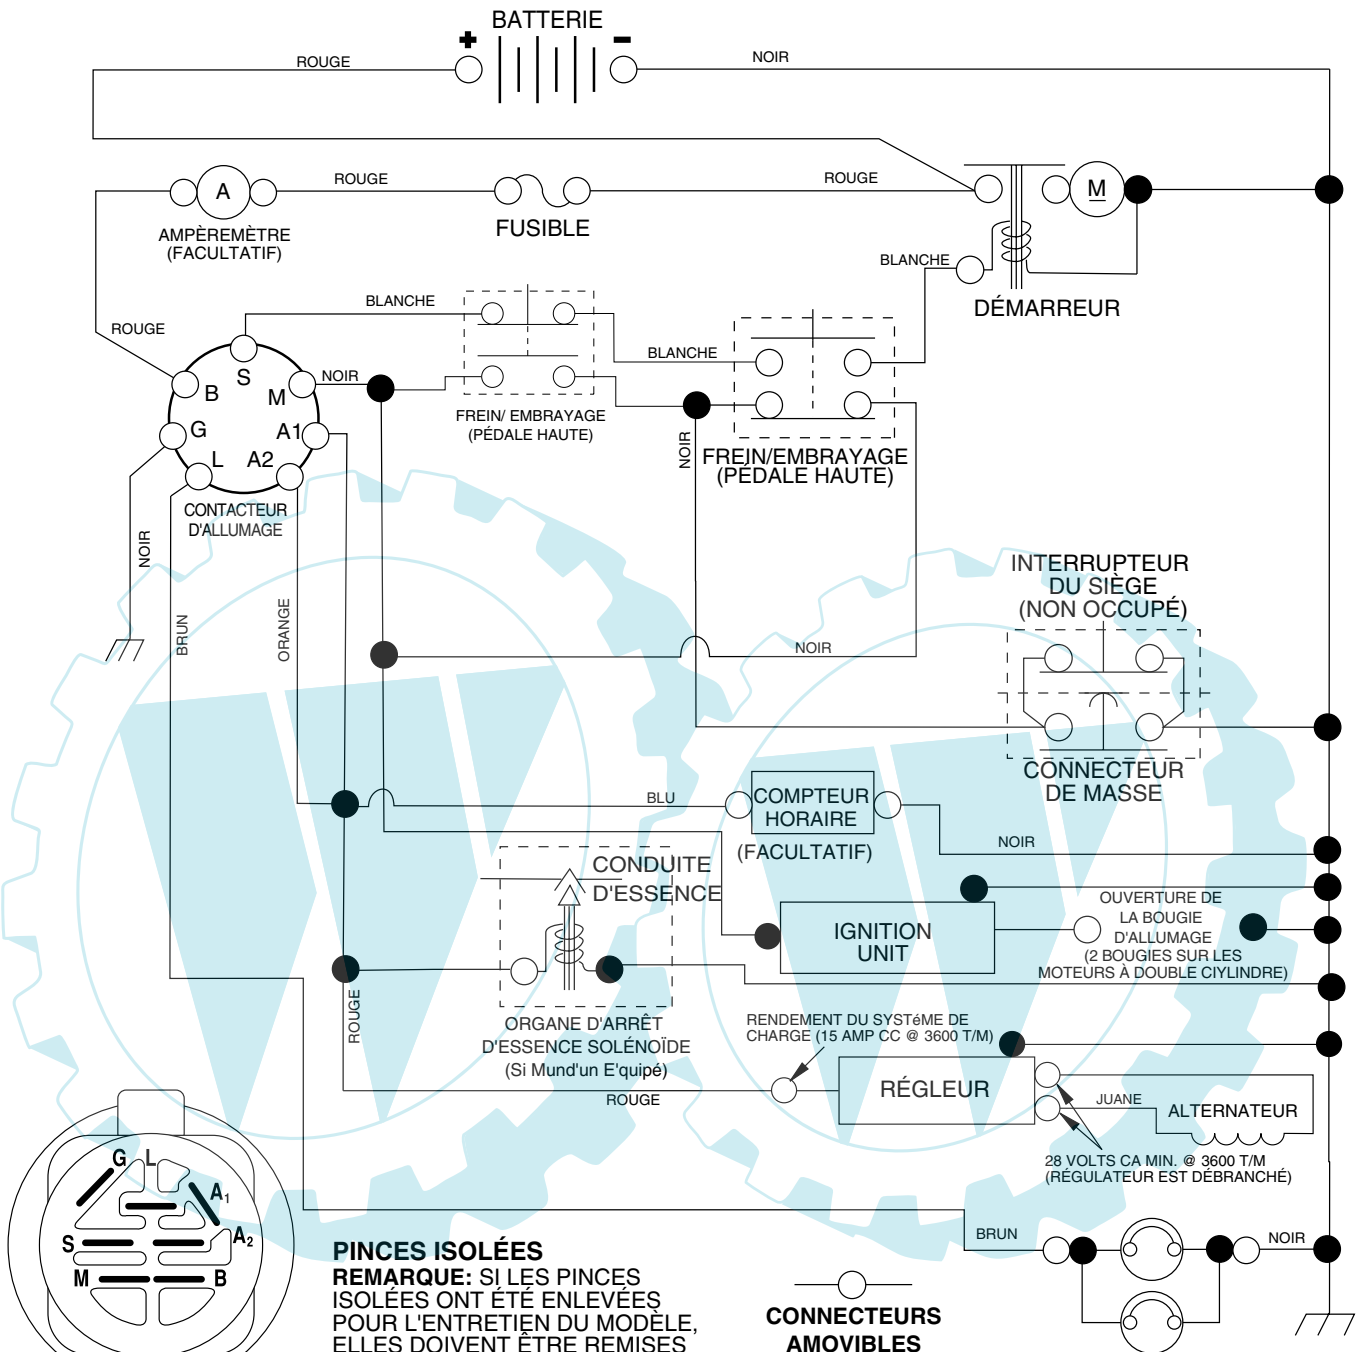 BATTERIE
+
-
ROUGE
NOIR
ROUGE
ROUGE
A
M
AMPÈREMÈTRE
(FACULTATIF)
FUSIBLE
BLANCHE
DÉMARREUR
BLANCHE
ROUGE
BLANCHE
S
B
M
NOIR
G
A1
L
A2
FREIN/ EMBRAYAGE
(PÉDALE HAUTE)
NOIR
FREIN/EMBRAYAGE
(PÉDALE HAUTE)
CONTACTEUR
D'ALLUMAGE
NOIR
BRUN
ORANGE
NOIR
INTERRUPTEUR
DU SIÈGE
(NON OCCUPÉ)
CONNECTEUR
DE MASSE
BLU
COMPTEUR
HORAIRE
(FACULTATIF)
NOIR
CONDUITE
D'ESSENCE
IGNITION
UNIT
OUVERTURE DE
LA BOUGIE
D'ALLUMAGE
(2 BOUGIES SUR LES
MOTEURS À DOUBLE CIYLINDRE)
ROUGE
ORGANE D'ARRÊT
D'ESSENCE SOLÉNOÏDE
(Si Mund'un E'quipé)
RENDEMENT DU SYSTéME DE
CHARGE (15 AMP CC @ 3600 T/M)
ROUGE
RÉGLEUR
JUANE
ALTERNATEUR
28 VOLTS CA MIN. @ 3600 T/M
(RÉGULATEUR EST DÉBRANCHÉ)
G
L
A1
S
A2
M
B
BRUN
NOIR
PINCES ISOLÉES
REMARQUE: SI LES PINCES
ISOLÉES ONT ÉTÉ ENLEVÉES
POUR L'ENTRETIEN DU MODÈLE,
ELLES DOIVENT ÊTRE REMISES
CONNECTEURS
AMOVIBLES